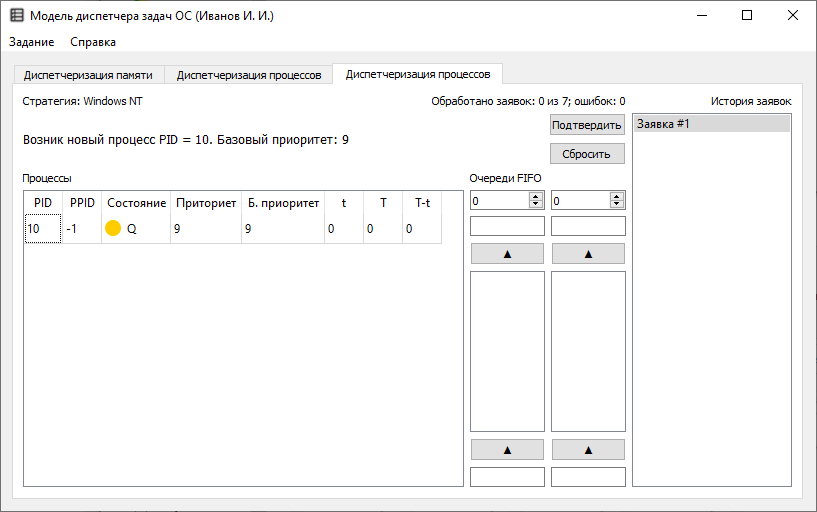 Модель диспетчера задач ОС (Иванов И. И.)
Задание Справка
Диспетчеризация памяти Диспетчеризация процессов Диспетчеризация процессов
Стратегия: Windows NT Обработано заявок: 0 из 7; ошибок: 0 История заявок
Возник новый процесс PID = 10. Базовый приоритет: 9
Подтвердить
Сбросить
Заявка #1
Процессы Очереди FIFO
PID PPID Состояние Приториет Б. приоритет t T T-t
10 -1 Q 9 9 0 0 0
0 0